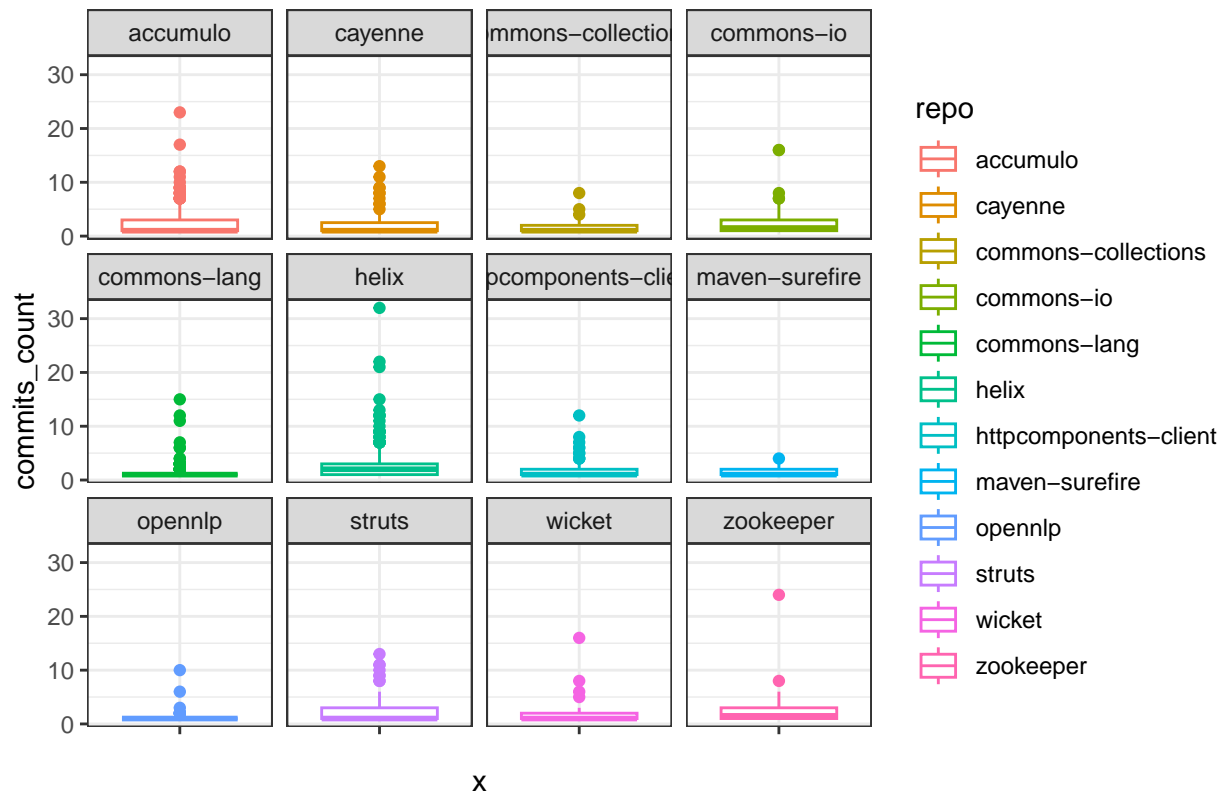 accumulo cayenne ommons−collection commons−io
30
20
10
0
commons−lang helix pcomponents−clie maven−surefire
30
20
10
0
opennlp struts wicket zookeeper
30
20
10
0
commits_count
x
repo
accumulo
cayenne
commons−collections
commons−io
commons−lang
helix
httpcomponents−client
maven−surefire
opennlp
struts
wicket
zookeeper